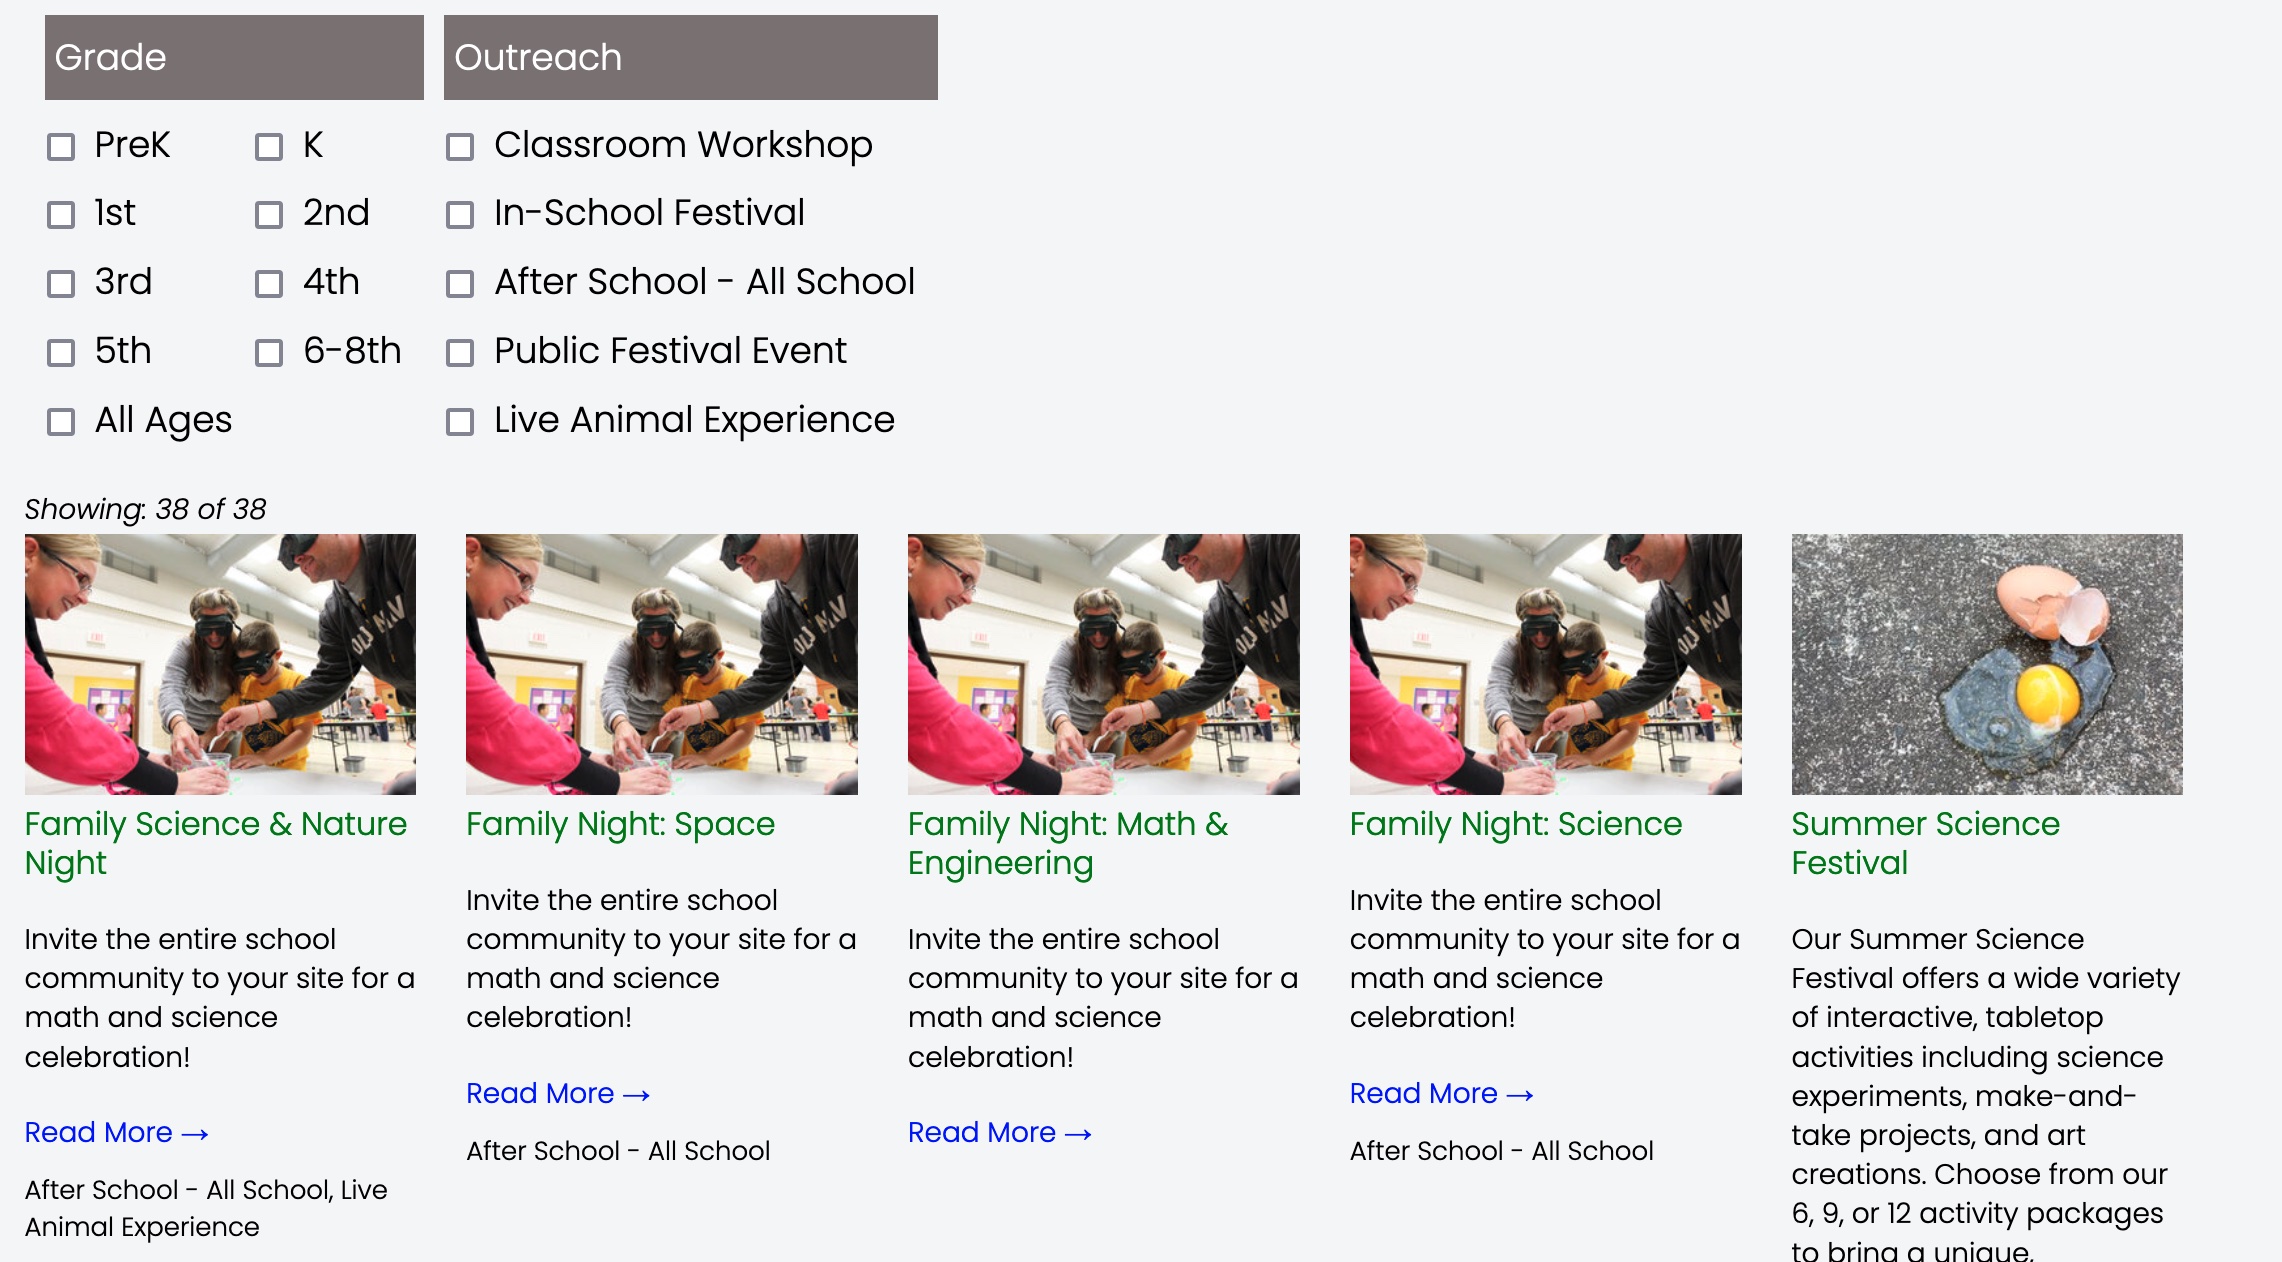 Grade
Outreach
PreK
K
Classroom Workshop
1st
2nd
In-School Festival
3rd
4th
After School - All School
5th
6-8th
Public Festival Event
All Ages
Live Animal Experience
Showing: 38 of 38
Family Science & Nature
Night
Invite the entire school
community to your site for a
math and science
celebration!
Read More →
After School - All School, Live
Animal Experience
Family Night: Space
Invite the entire school
community to your site for a
math and science
celebration!
Read More →
After School - All School
Family Night: Math &
Engineering
Invite the entire school
community to your site for a
math and science
celebration!
Read More →
Family Night: Science
Invite the entire school
community to your site for a
math and science
celebration!
Read More →
After School - All School
Summer Science
Festival
Our Summer Science
Festival offers a wide variety
of interactive, tabletop
activities including science
experiments, make-and-
take projects, and art
creations. Choose from our
6, 9, or 12 activity packages
to bring a unique,